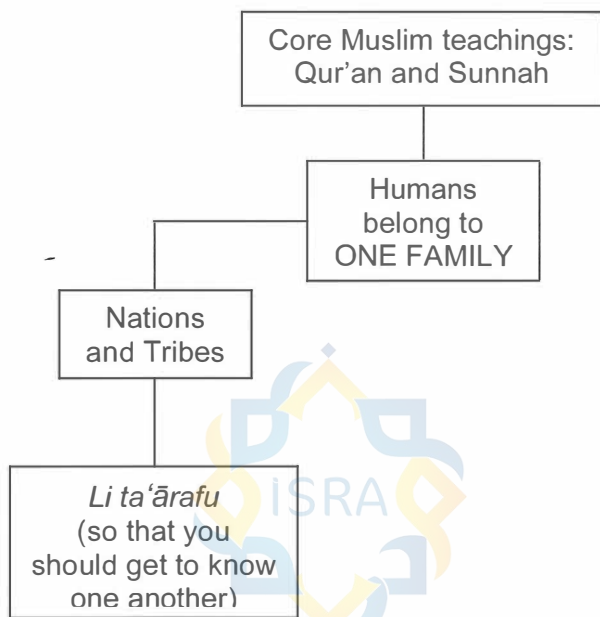 Core Muslim teachings:
Qur’an and Sunnah
Humans
belong to
ONE FAMILY
Nations
and Tribes
Li ta‘ārafu
(so that you
should get to know
one another)
ISRA